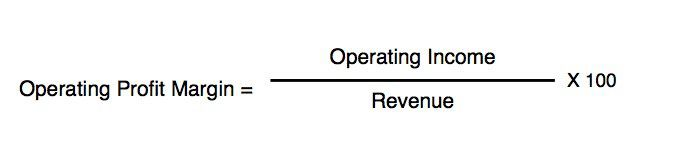 Operating Income
Operating Profit Margin =
X 100
Revenue